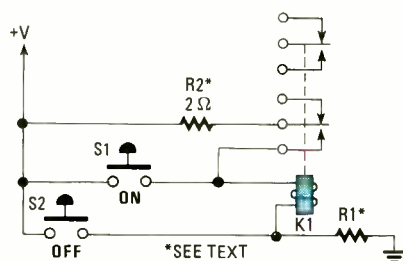 +V
R2*
2 Ω
S1
ON
S2
OFF
*SEE TEXT
K1
R1*